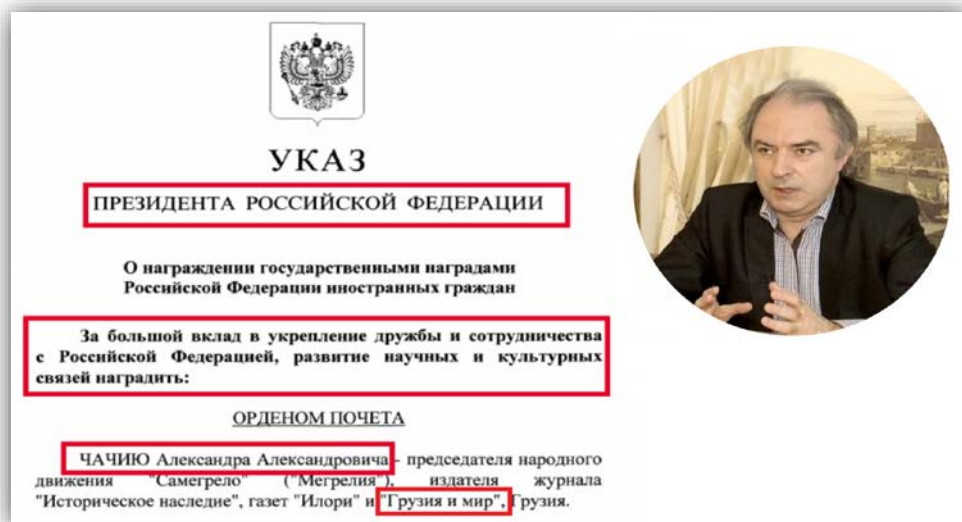 УКАЗ
ПРЕЗИДЕНТА РОССИЙСКОЙ ФЕДЕРАЦИИ
О награждении государственными наградами
Российской Федерации иностранных граждан
За большой вклад в укрепление дружбы и сотрудничества
с Российской Федерацией, развитие научных и культурных
связей наградить:
ОРДЕНОМ ПОЧЕТА
ЧАЧИЮ Александра Александровича - председателя народного
движения "Самегрело" ("Мегрелия"), издателя журнала
"Историческое наследие", газет "Илори" и "Грузия и мир", Грузия.